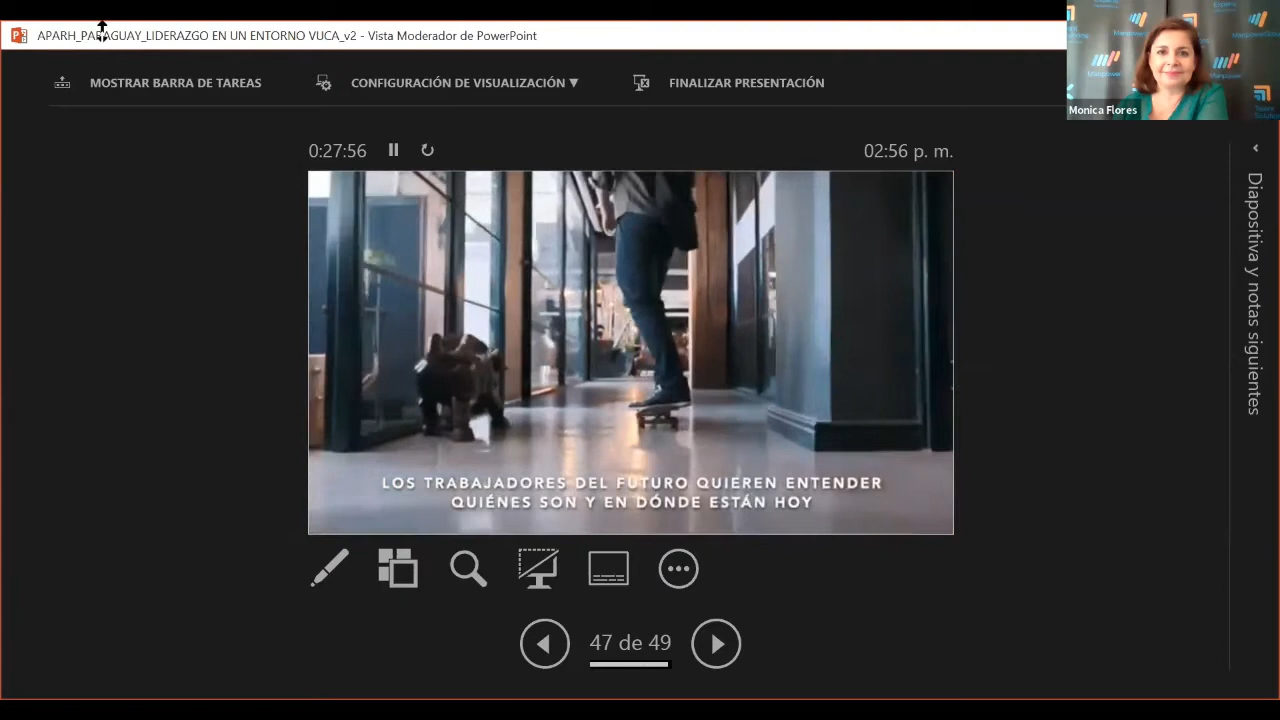 APARH_PARAGUAY_LIDERAZGO EN UN ENTORNO VUCA_v2 - Vista Moderador de PowerPoint
MOSTRAR BARRA DE TAREAS
CONFIGURACIÓN DE VISUALIZACIÓN ▼
FINALIZAR PRESENTACIÓN
Manpower
Monica Flores
0:27:56
02:56 p. m.
Diapositiva y notas siguientes
LOS TRABAJADORES DEL FUTURO QUIEREN ENTENDER
QUIÉNES SON Y EN DÓNDE ESTÁN HOY
47 de 49